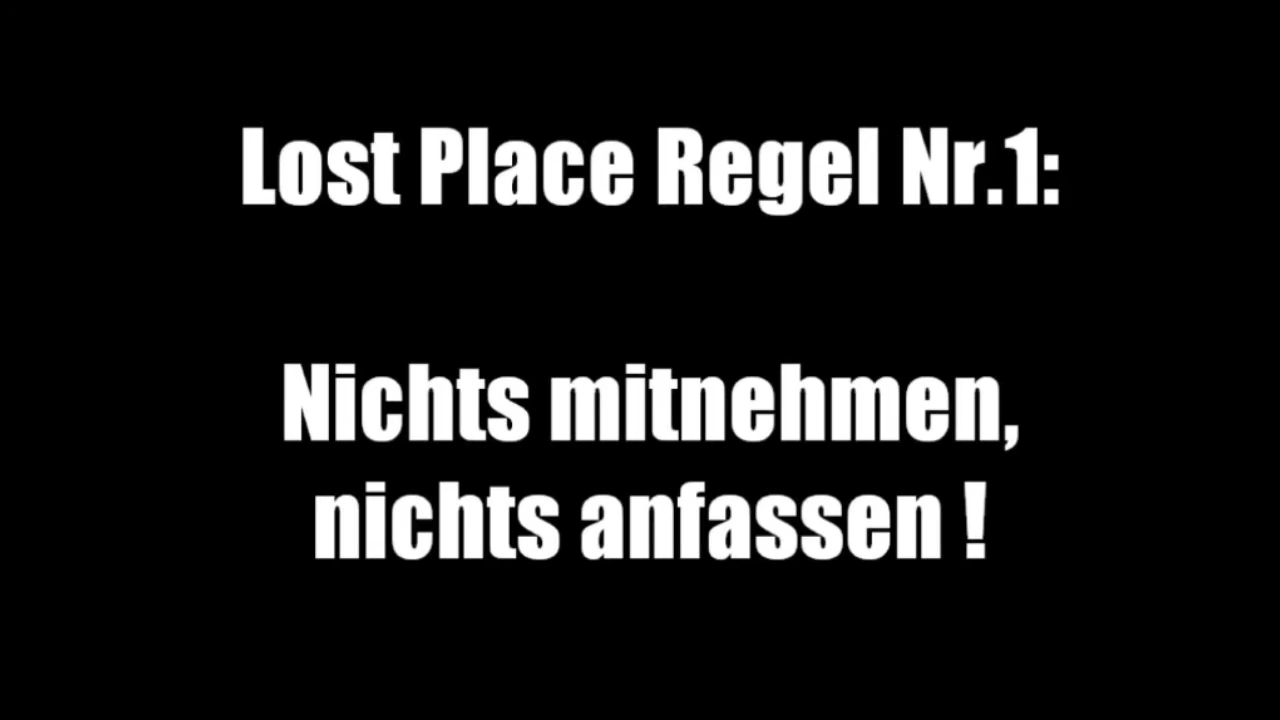 Lost Place Regel Nr.1:
Nichts mitnehmen,
nichts anfassen !